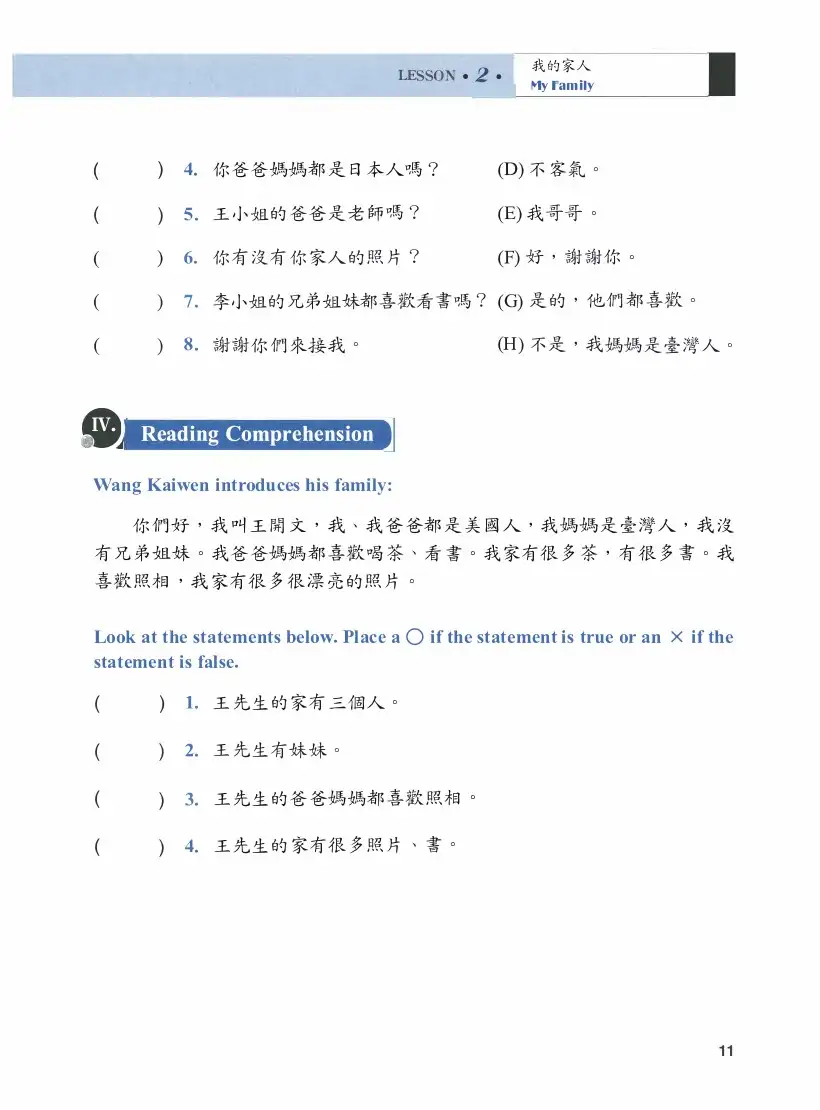 LESSON • 2 •
我的家人
My Family
( ) 4. 你爸爸媽媽都是日本人嗎？ (D) 不客氣。
( ) 5. 王小姐的爸爸是老師嗎？ (E) 我哥哥。
( ) 6. 你有沒有你家人的照片？ (F) 好，謝謝你。
( ) 7. 李小姐的兄弟姐妹都喜歡看書嗎？ (G) 是的，他們都喜歡。
( ) 8. 謝謝你們來接我。 (H) 不是，我媽媽是臺灣人。
IV. Reading Comprehension
Wang Kaiwen introduces his family:
你們好，我叫王開文，我、我爸爸都是美國人，我媽媽是臺灣人，我沒
有兄弟姐妹。我爸爸媽媽都喜歡喝茶、看書。我家有很多茶，有很多書。我
喜歡照相，我家有很多很漂亮的照片。
Look at the statements below. Place a ○ if the statement is true or an × if the
statement is false.
( ) 1. 王先生的家有三個人。
( ) 2. 王先生有妹妹。
( ) 3. 王先生的爸爸媽媽都喜歡照相。
( ) 4. 王先生的家有很多照片、書。
11